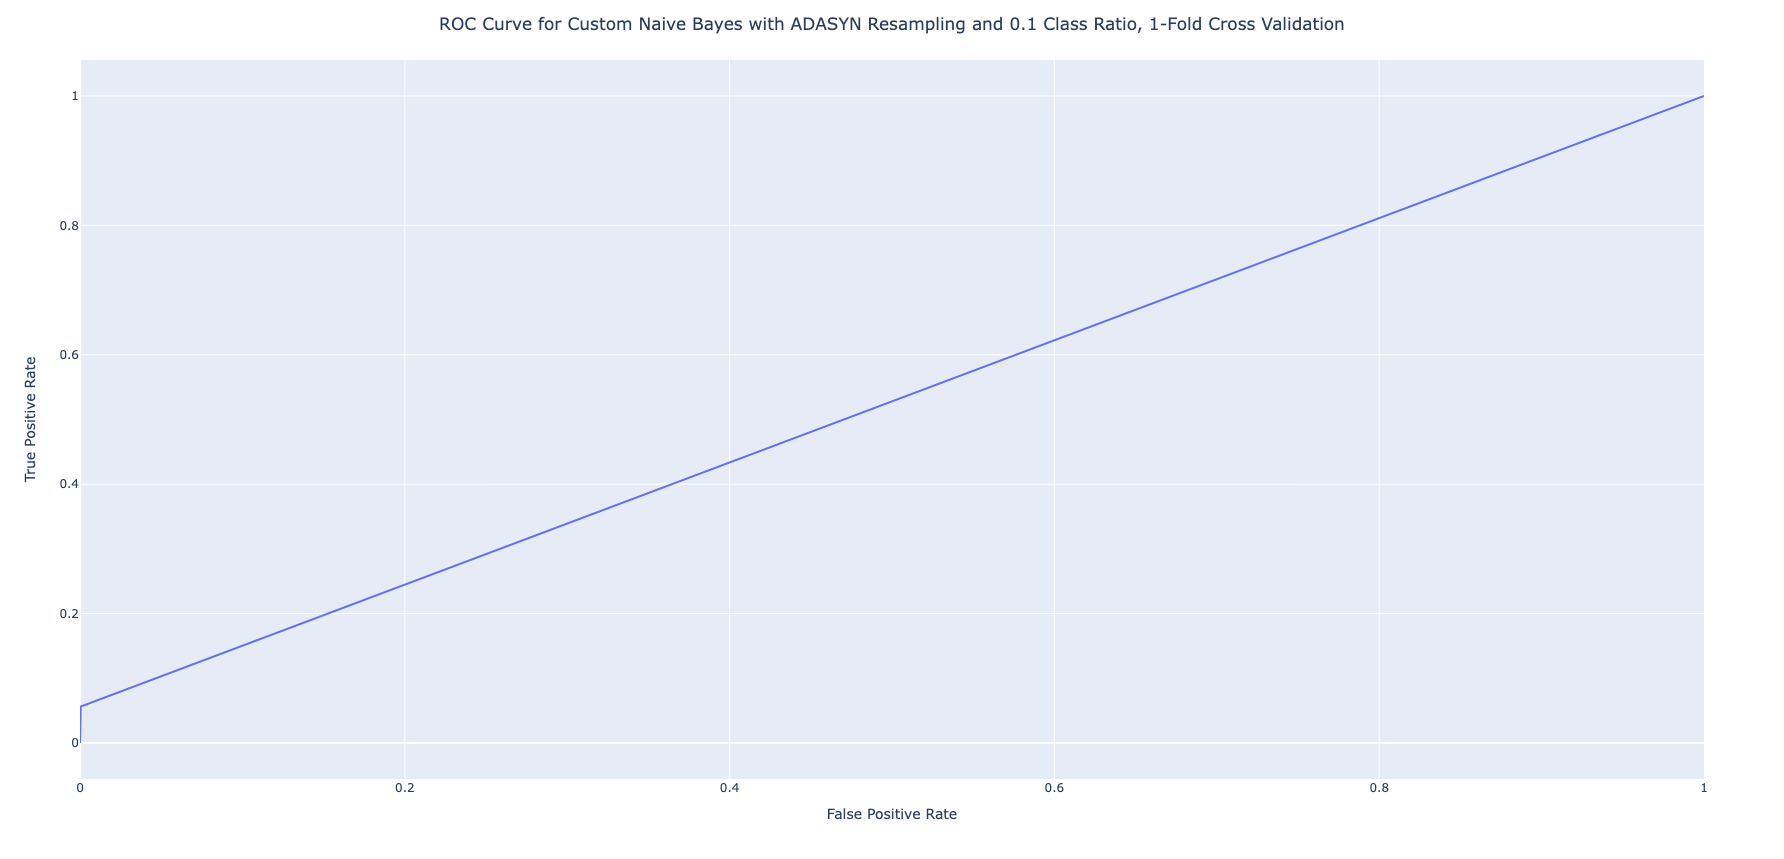 ROC Curve for Custom Naive Bayes with ADASYN Resampling and 0.1 Class Ratio, 1-Fold Cross Validation
1
0.8
0.6
0.4
0.2
0
True Positive Rate
0 0.2 0.4 0.6 0.8 1
False Positive Rate